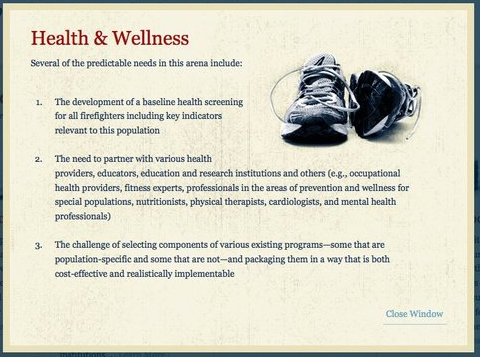 Health & Wellness
Several of the predictable needs in this arena include:
1. The development of a baseline health screening
for all firefighters including key indicators
relevant to this population
2. The need to partner with various health
providers, educators, education and research institutions and others (e.g., occupational
health providers, fitness experts, professionals in the areas of prevention and wellness for
special populations, nutritionists, physical therapists, cardiologists, and mental health
professionals)
3. The challenge of selecting components of various existing programs—some that are
population-specific and some that are not—and packaging them in a way that is both
cost-effective and realistically implementable
Close Window